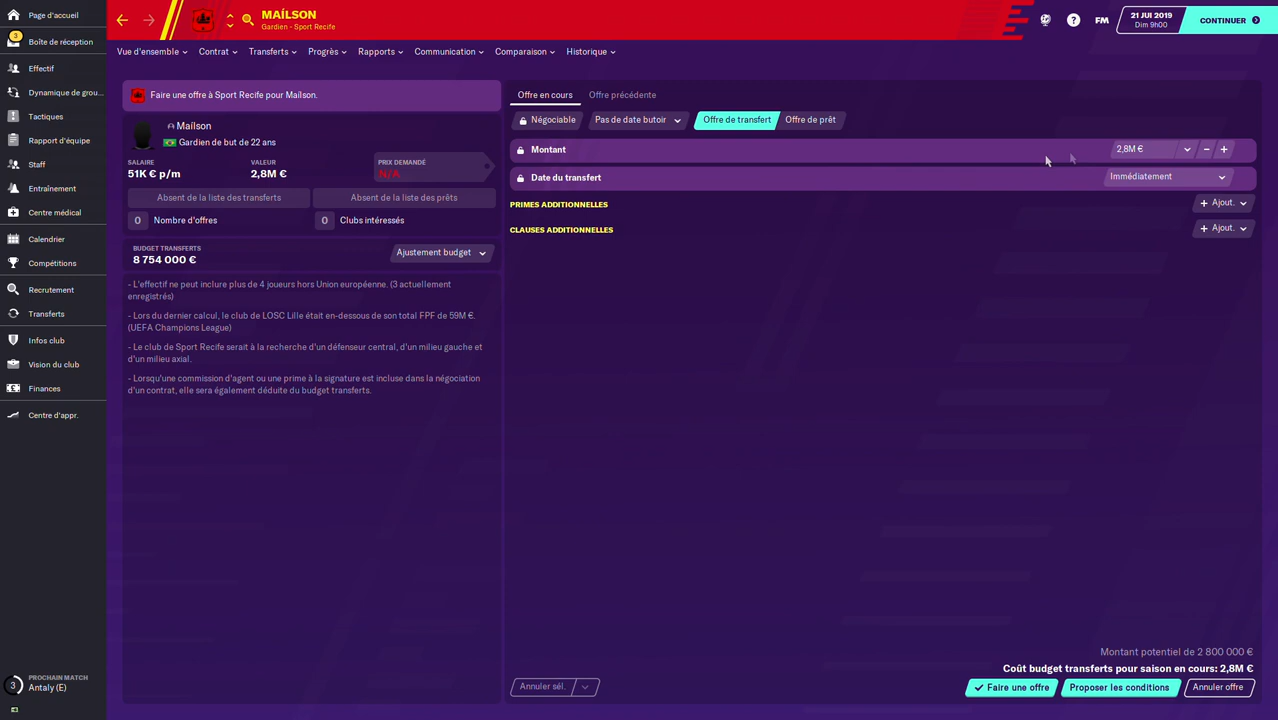 MAÍLSON
Gardien - Sport Recife
FM
21 JUI 2019
Dim 9h00
CONTINUER
Page d'accueil
3
Boîte de réception
Effectif
Dynamique de grou...
Tactiques
Rapport d'équipe
Staff
Entraînement
Centre médical
Calendrier
Compétitions
Recrutement
Transferts
Infos club
Vision du club
Finances
Centre d'appr.
3
PROCHAIN MATCH
Antaly (E)
Vue d'ensemble
Contrat
Transferts
Progrès
Rapports
Communication
Comparaison
Historique
Faire une offre à Sport Recife pour Maílson.
Maílson
Gardien de but de 22 ans
SALAIRE
51K € p/m
VALEUR
2,8M €
PRIX DEMANDÉ
N/A
Absent de la liste des transferts
Absent de la liste des prêts
0 Nombre d'offres
0 Clubs intéressés
BUDGET TRANSFERTS
8 754 000 €
Ajustement budget
- L'effectif ne peut inclure plus de 4 joueurs hors Union européenne. (3 actuellement
enregistrés)
- Lors du dernier calcul, le club de LOSC Lille était en-dessous de son total FPF de 59M €.
(UEFA Champions League)
- Le club de Sport Recife serait à la recherche d'un défenseur central, d'un milieu gauche et
d'un milieu axial.
- Lorsqu'une commission d'agent ou une prime à la signature est incluse dans la négociation
d'un contrat, elle sera également déduite du budget transferts.
Offre en cours
Offre précédente
Négociable
Pas de date butoir
Offre de transfert
Offre de prêt
Montant
2,8M €
Date du transfert
Immédiatement
PRIMES ADDITIONNELLES
+ Ajout.
CLAUSES ADDITIONNELLES
+ Ajout.
Montant potentiel de 2 800 000 €
Coût budget transferts pour saison en cours: 2,8M €
Annuler sél.
Faire une offre
Proposer les conditions
Annuler offre